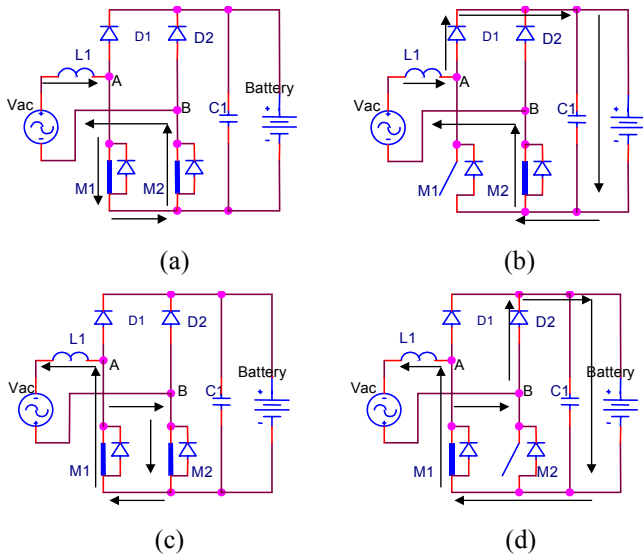 D1
D2
L1
A
Vac
B
C1
Battery
+
-
M1
M2
(a)
D1
D2
L1
A
Vac
B
C1
Battery
+
-
M1
M2
(b)
D1
D2
L1
A
Vac
B
C1
Battery
+
-
M1
M2
(c)
D1
D2
L1
A
Vac
B
C1
Battery
+
-
M1
M2
(d)